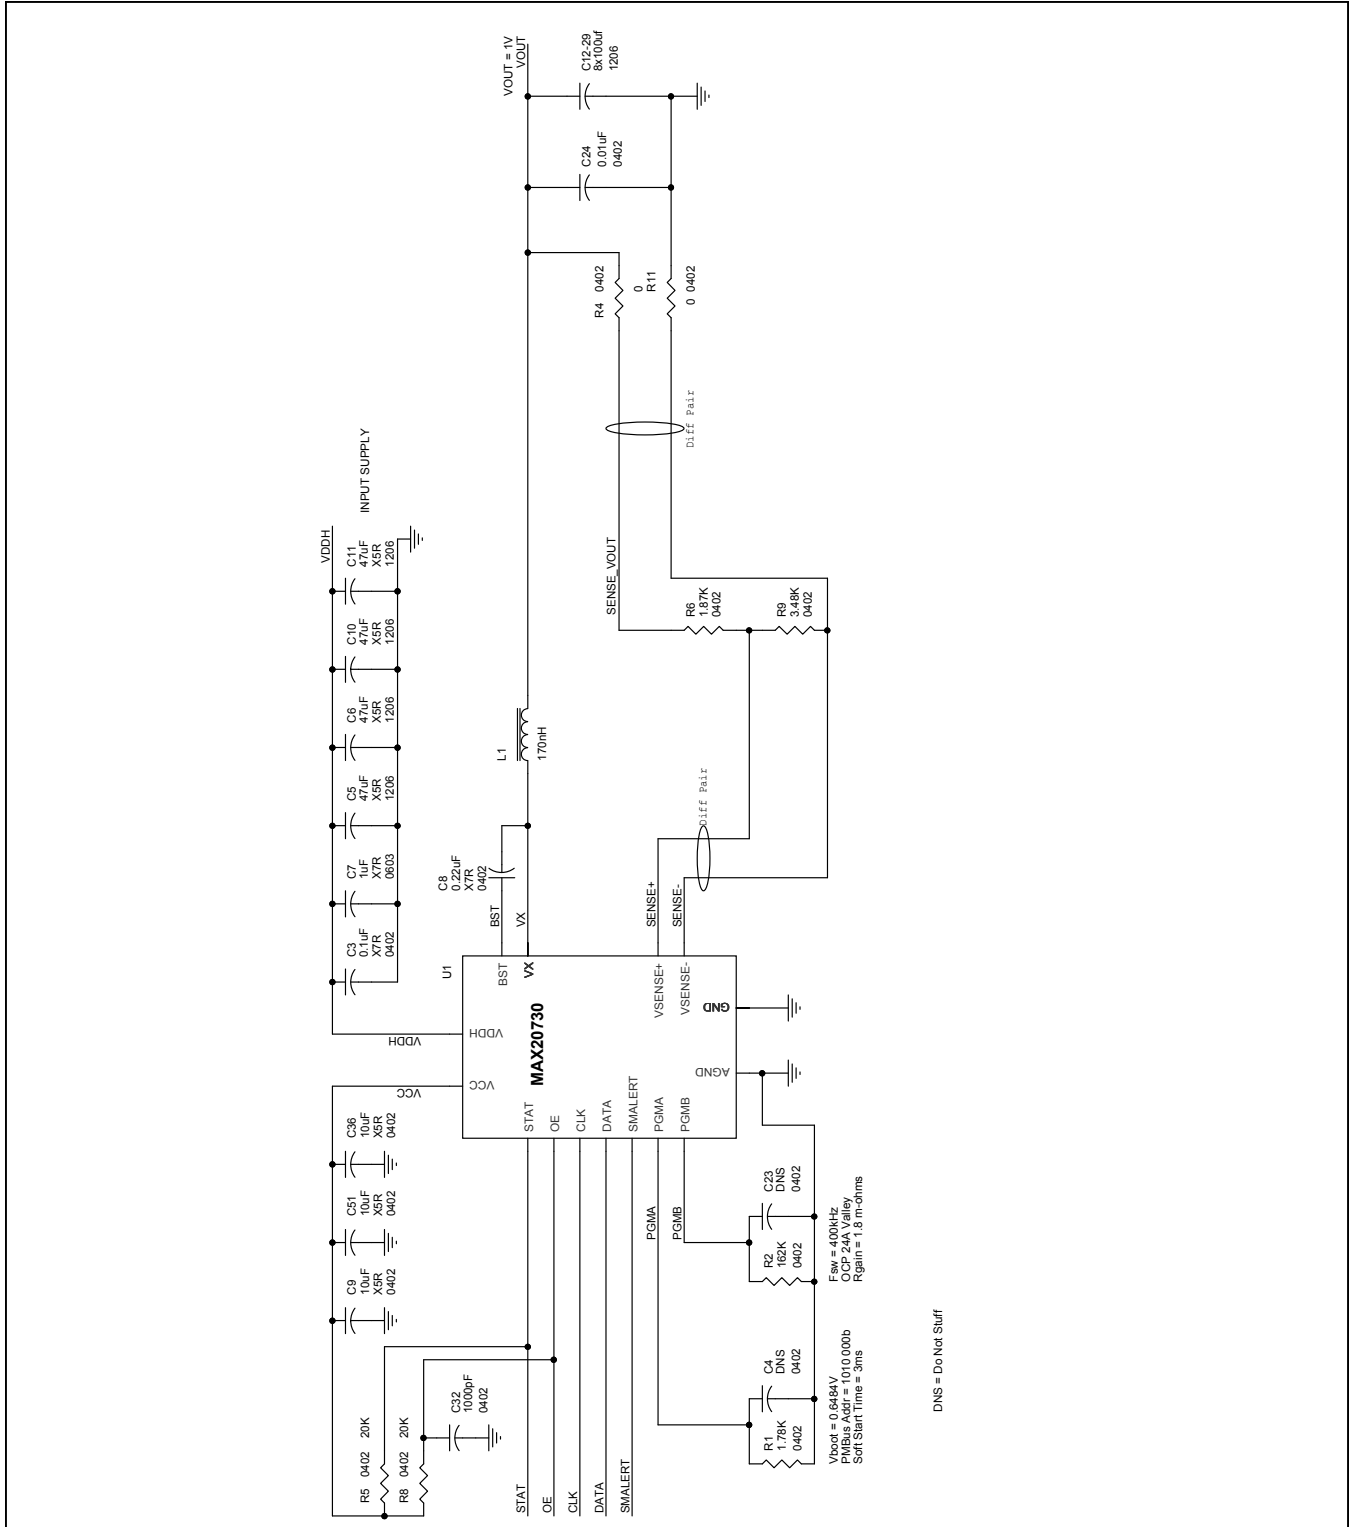 VOUT = 1V
VOUT
C12-29
8x100uf
1206
C24
0.01uF
0402
R4 0402
0
R11
0 0402
Diff Pair
INPUT SUPPLY
VDDH
C11
47uF
X5R
1206
C10
47uF
X5R
1206
C6
47uF
X5R
1206
C5
47uF
X5R
1206
C7
1uF
X7R
0603
C3
0.1uF
X7R
0402
SENSE_VOUT
R6
1.87K
0402
R9
3.48K
0402
L1
170nH
Diff Pair
C8
0.22uF
X7R
0402
BST
VX
SENSE+
SENSE-
U1
BST
VX
VSENSE+
VSENSE-
VDDH
VDDH
MAX20730
GND
VCC
VCC
AGND
STAT
OE
CLK
DATA
SMALERT
PGMA
PGMB
C36
10uF
X5R
0402
C51
10uF
X5R
0402
C9
10uF
X5R
0402
PGMA
PGMB
C23
DNS
0402
R2
162K
0402
Fsw = 400kHz
OCP 24A Valley
Rgain = 1.8 m-ohms
C4
DNS
0402
R1
1.78K
0402
Vboot = 0.6484V
PMBus Addr = 1010 000b
Soft Start Time = 3ms
C32
1000pF
0402
R5 0402 20K
R8 0402 20K
STAT
OE
CLK
DATA
SMALERT
DNS = Do Not Stuff